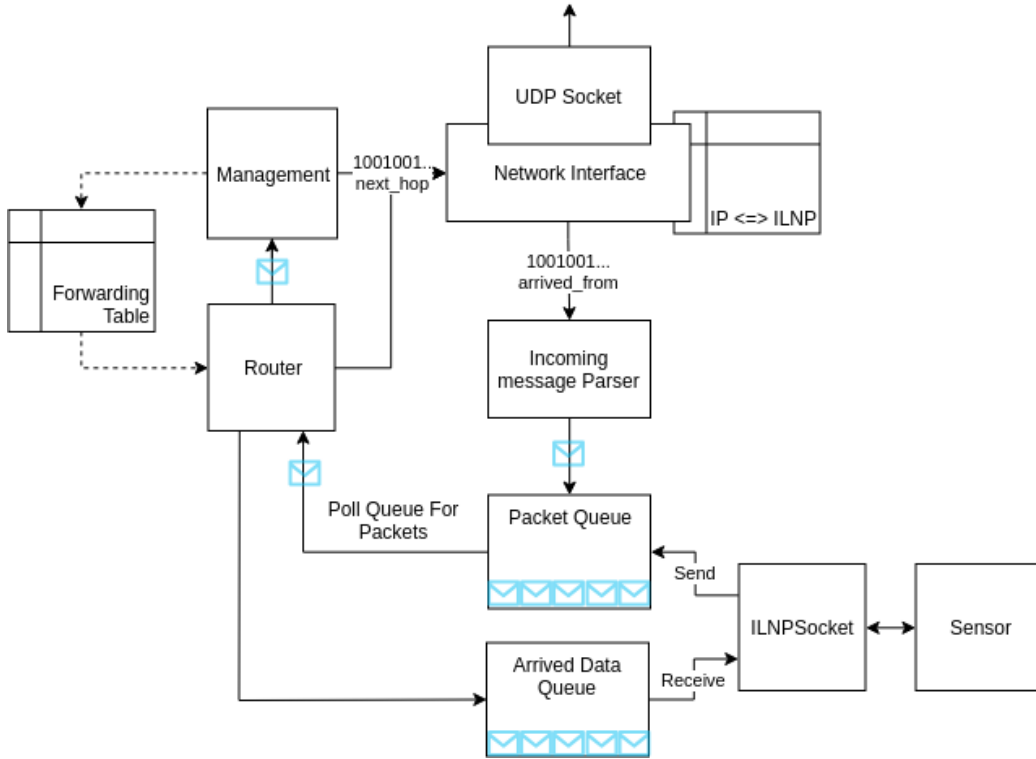 UDP Socket
Management
1001001...
next_hop
Network Interface
IP <=> ILNP
Forwarding
Table
1001001...
arrived_from
Router
Incoming
message Parser
Poll Queue For
Packets
Packet Queue
Send
ILNPSocket
Sensor
Arrived Data
Queue
Receive